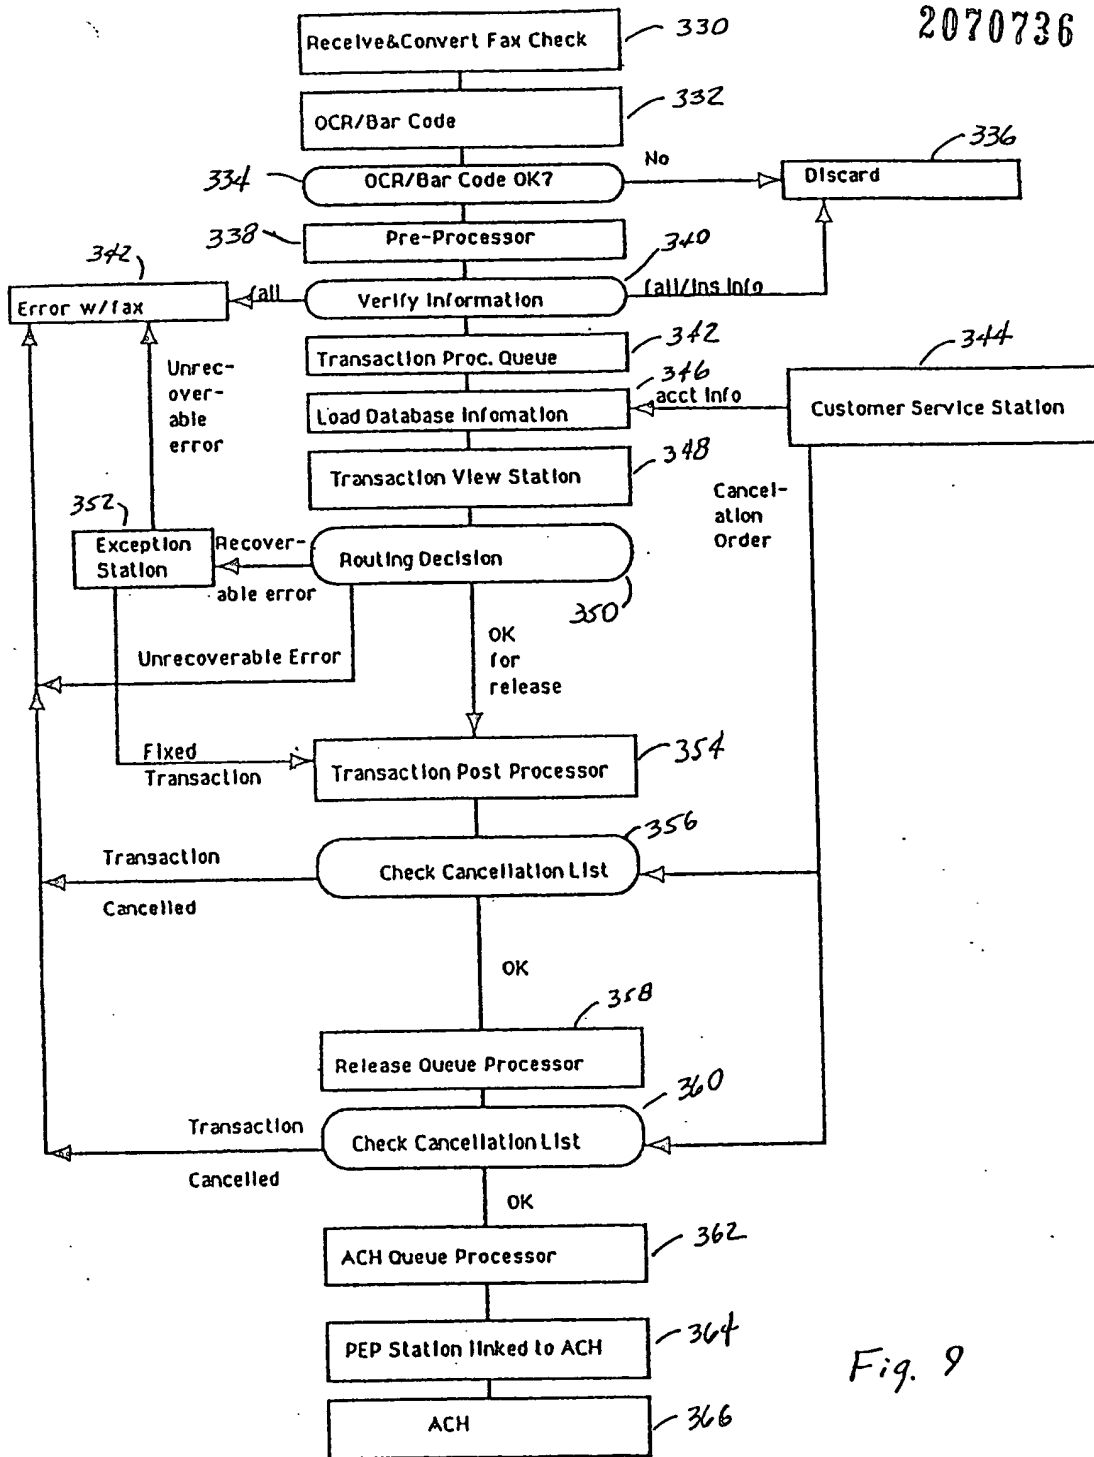 2070736
Receive&Convert Fax Check
330
OCR/Bar Code
332
334
OCR/Bar Code OK?
No
Discard
336
338
Pre-Processor
342
Error w/fax
fail
Verify Information
340
fail/ins info
Transaction Proc. Queue
342
Load Database Infomation
346
acct info
Customer Service Station
344
Unrec-
over-
able
error
Transaction View Station
348
Cancel-
ation
Order
352
Exception
Station
Recover-
able error
Routing Decision
350
Unrecoverable Error
OK
for
release
Fixed
Transaction
Transaction Post Processor
354
Transaction
Cancelled
Check Cancellation List
356
OK
Release Queue Processor
358
Transaction
Cancelled
Check Cancellation List
360
OK
ACH Queue Processor
362
PEP Station linked to ACH
364
ACH
366
Fig. 9